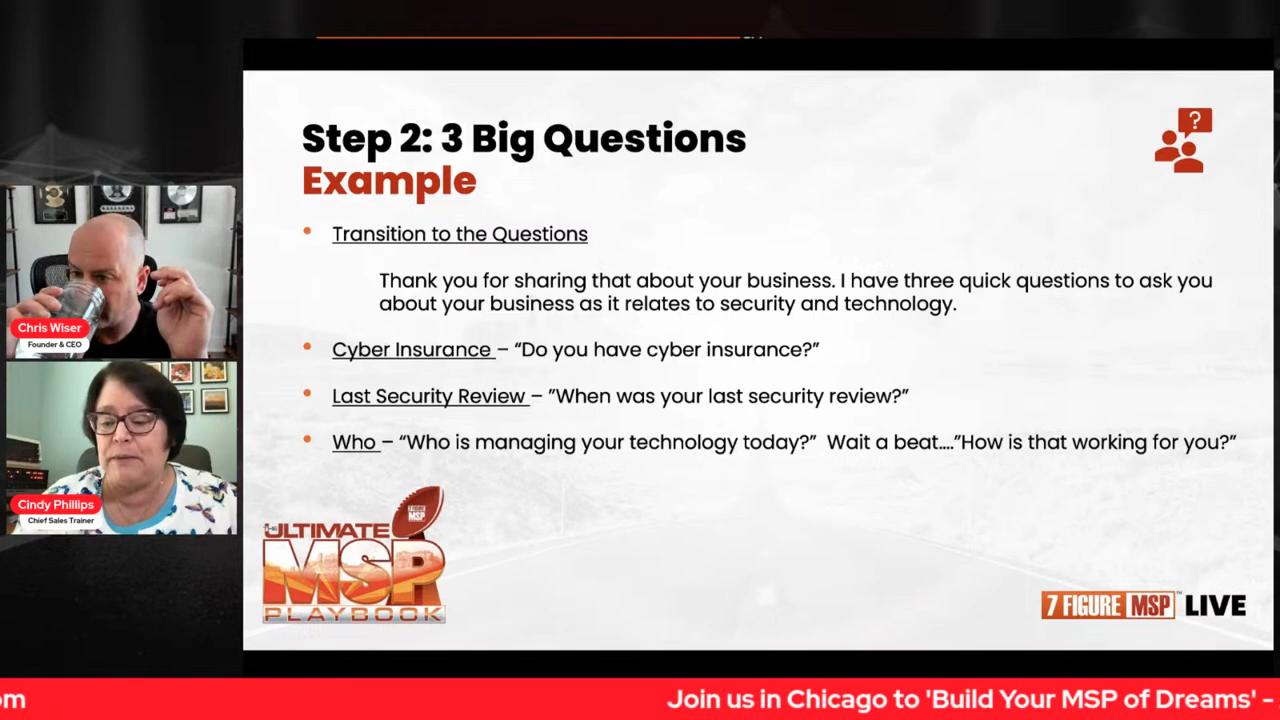 Step 2: 3 Big Questions
Example
• Transition to the Questions
Thank you for sharing that about your business. I have three quick questions to ask you
about your business as it relates to security and technology.
• Cyber Insurance – “Do you have cyber insurance?”
• Last Security Review – ”When was your last security review?”
• Who – “Who is managing your technology today?” Wait a beat....”How is that working for you?”
Chris Wiser
Founder & CEO
Cindy Phillips
Chief Sales Trainer
THE
ULTIMATE
MSP
PLAYBOOK
7 FIGURE
MSP
7 FIGURE MSP™ LIVE
om
Join us in Chicago to 'Build Your MSP of Dreams' -